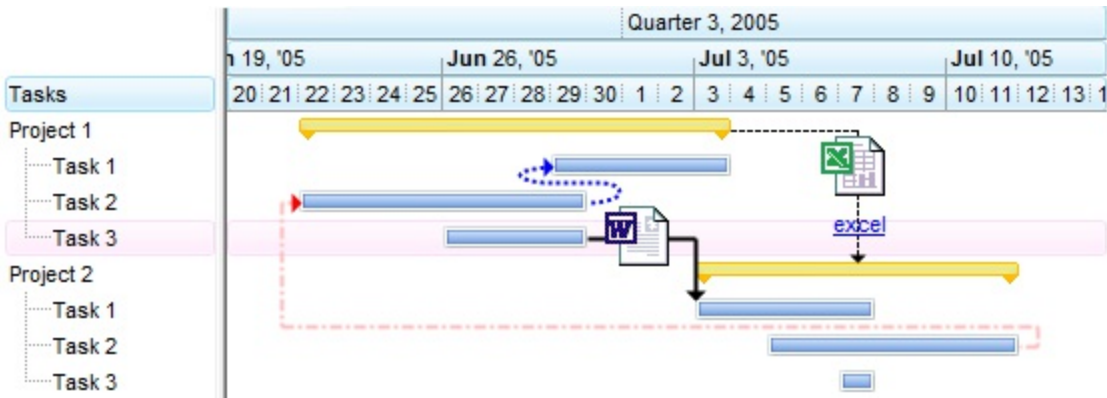 Quarter 3, 2005
19, '05 Jun 26, '05 Jul 3, '05 Jul 10, '05
Tasks 20 21 22 23 24 25 26 27 28 29 30 1 2 3 4 5 6 7 8 9 10 11 12 13 1
Project 1
Task 1
Task 2
Task 3 W excel
Project 2
Task 1
Task 2
Task 3